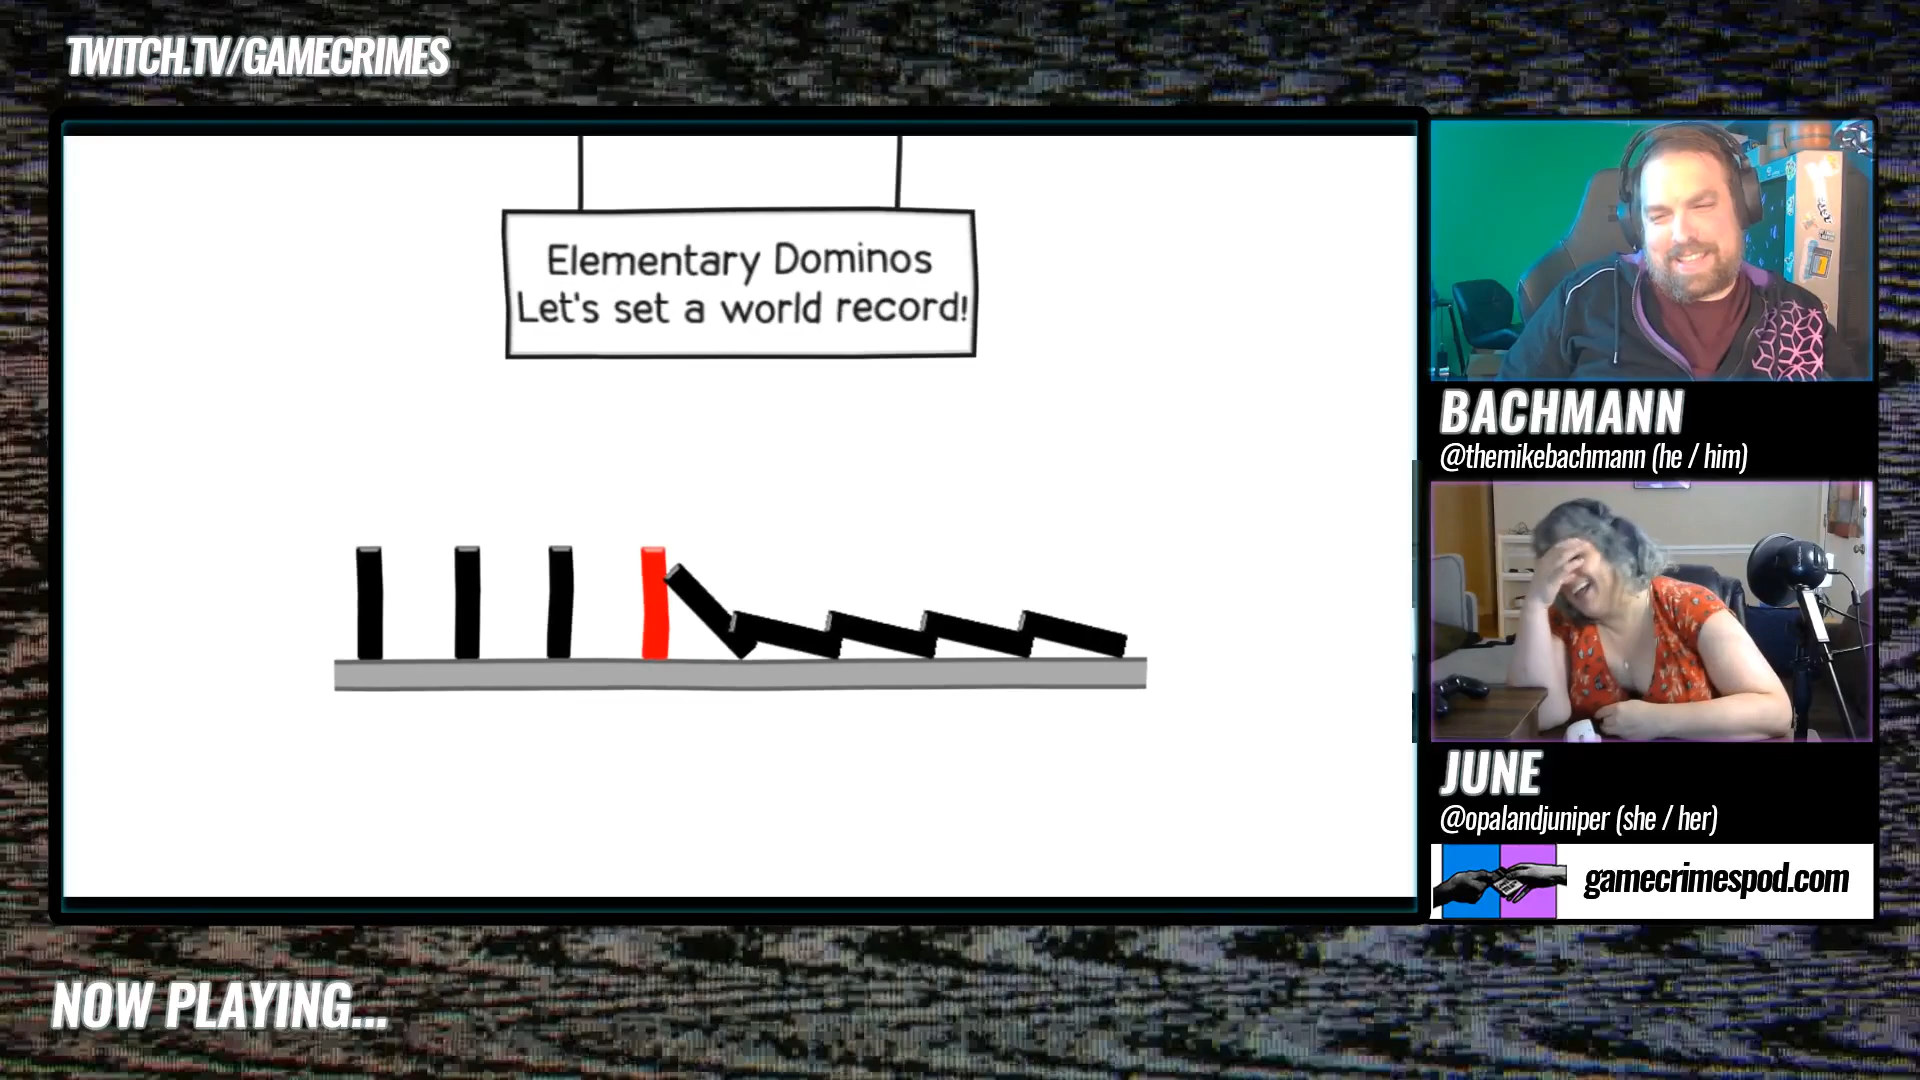 TWITCH.TV/GAMECRIMES
Elementary Dominos
Let's set a world record!
BACHMANN
@themikebachmann (he / him)
JUNE
@opalandjuniper (she / her)
gamecrimespod.com
NOW PLAYING...